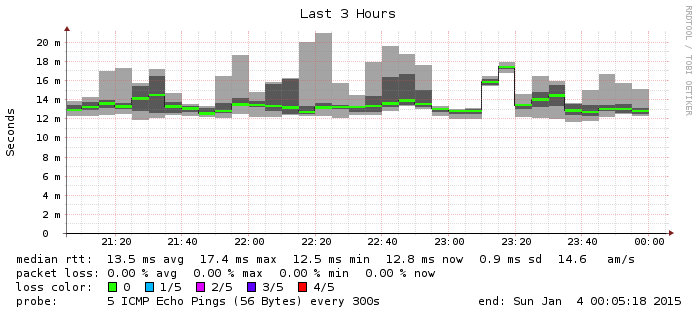 Last 3 Hours
RRDTOOL / TOBI OETIKER
Seconds
20 m
18 m
16 m
14 m
12 m
10 m
8 m
6 m
4 m
2 m
0
21:20 21:40 22:00 22:20 22:40 23:00 23:20 23:40 00:00
median rtt: 13.5 ms avg 17.4 ms max 12.5 ms min 12.8 ms now 0.9 ms sd 14.6 am/s
packet loss: 0.00 % avg 0.00 % max 0.00 % min 0.00 % now
loss color: 0 1/5 2/5 3/5 4/5
probe: 5 ICMP Echo Pings (56 Bytes) every 300s end: Sun Jan 4 00:05:18 2015